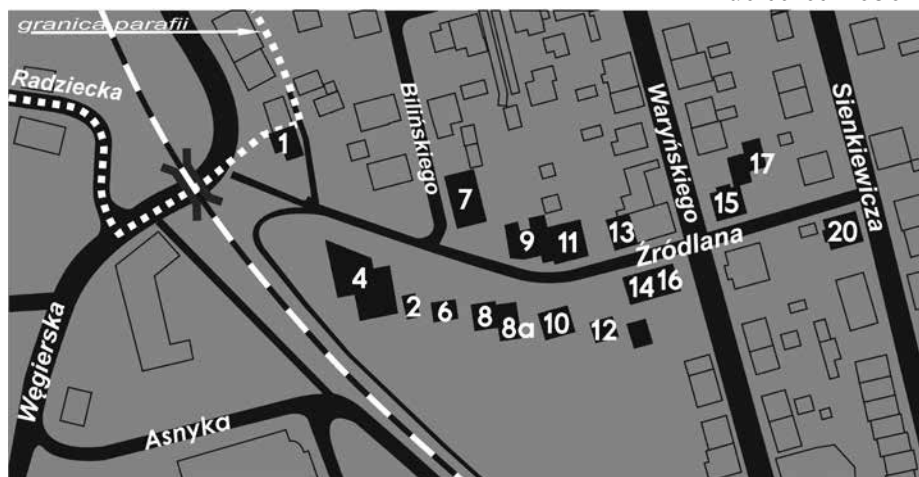 granica parafii
Radziecka
Bilińskiego
Waryńskiego
Sienkiewicza
1
7
17
15
9
11
13
Źródlana
20
4
14
16
2
6
8
8a
10
12
Węgierska
Asnyka